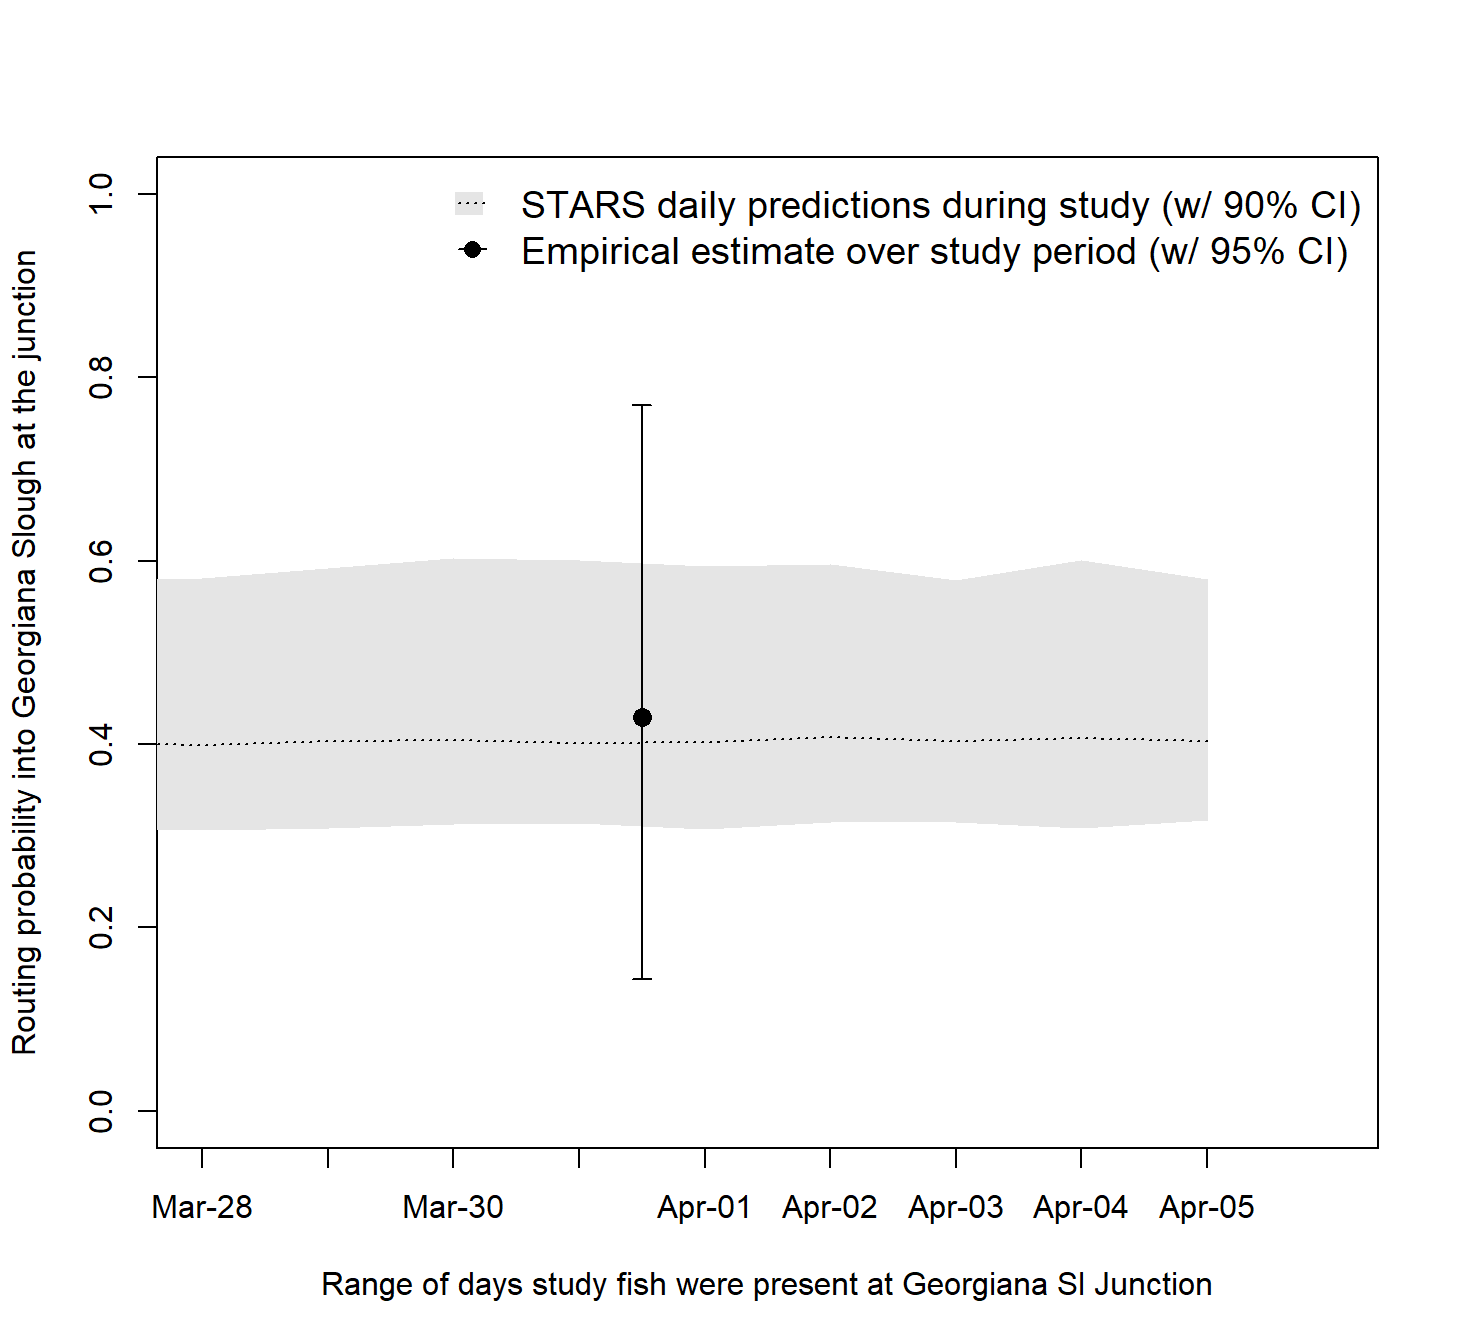 STARS daily predictions during study (w/ 90% CI)
Empirical estimate over study period (w/ 95% CI)
Routing probability into Georgiana Slough at the junction
1.0
0.8
0.6
0.4
0.2
0.0
Mar-28 Mar-30 Apr-01 Apr-02 Apr-03 Apr-04 Apr-05
Range of days study fish were present at Georgiana Sl Junction